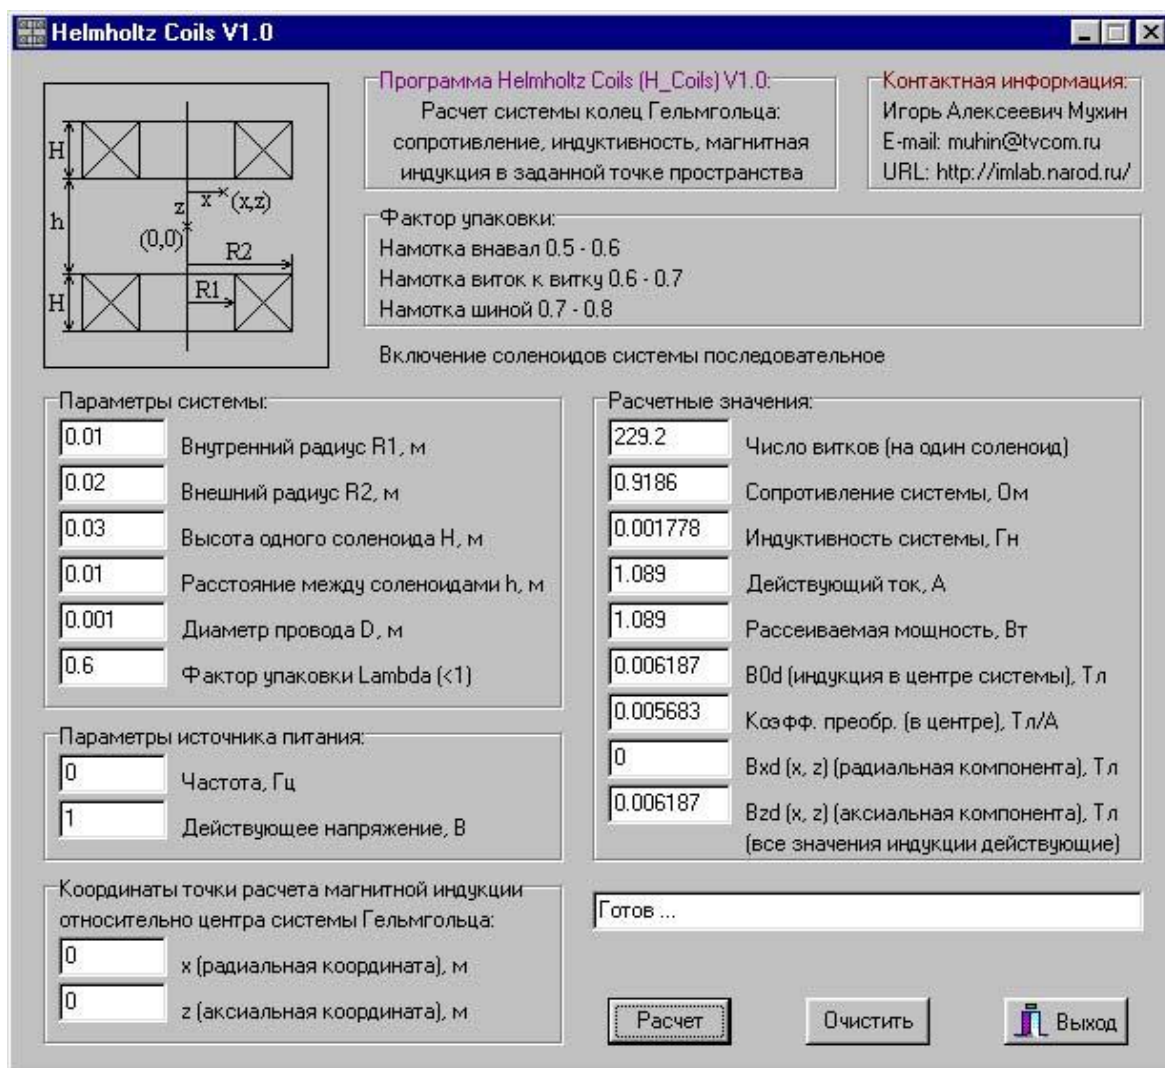 Helmholtz Coils V1.0
H
h
H
z
x
(x,z)
(0,0)
R2
R1
Программа Helmholtz Coils (H_Coils) V1.0:
Расчет системы колец Гельмгольца:
сопротивление, индуктивность, магнитная
индукция в заданной точке пространства
Контактная информация:
Игорь Алексеевич Мухин
E-mail: muhin@tvcom.ru
URL: http://imlab.narod.ru/
Фактор упаковки:
Намотка внавал 0.5 - 0.6
Намотка виток к витку 0.6 - 0.7
Намотка шиной 0.7 - 0.8
Включение соленоидов системы последовательное
Параметры системы:
0.01 Внутренний радиус R1, м
0.02 Внешний радиус R2, м
0.03 Высота одного соленоида H, м
0.01 Расстояние между соленоидами h, м
0.001 Диаметр провода D, м
0.6 Фактор упаковки Lambda (<1)
Параметры источника питания:
0 Частота, Гц
1 Действующее напряжение, В
Координаты точки расчета магнитной индукции
относительно центра системы Гельмгольца:
0 x (радиальная координата), м
0 z (аксиальная координата), м
Расчетные значения:
229.2 Число витков (на один соленоид)
0.9186 Сопротивление системы, Ом
0.001778 Индуктивность системы, Гн
1.089 Действующий ток, А
1.089 Рассеиваемая мощность, Вт
0.006187 B0d (индукция в центре системы), Тл
0.005683 Коэфф. преобр. (в центре), Тл/А
0 Bxd (x, z) (радиальная компонента), Тл
0.006187 Bzd (x, z) (аксиальная компонента), Тл
(все значения индукции действующие)
Готов ...
Расчет
Очистить
Выход